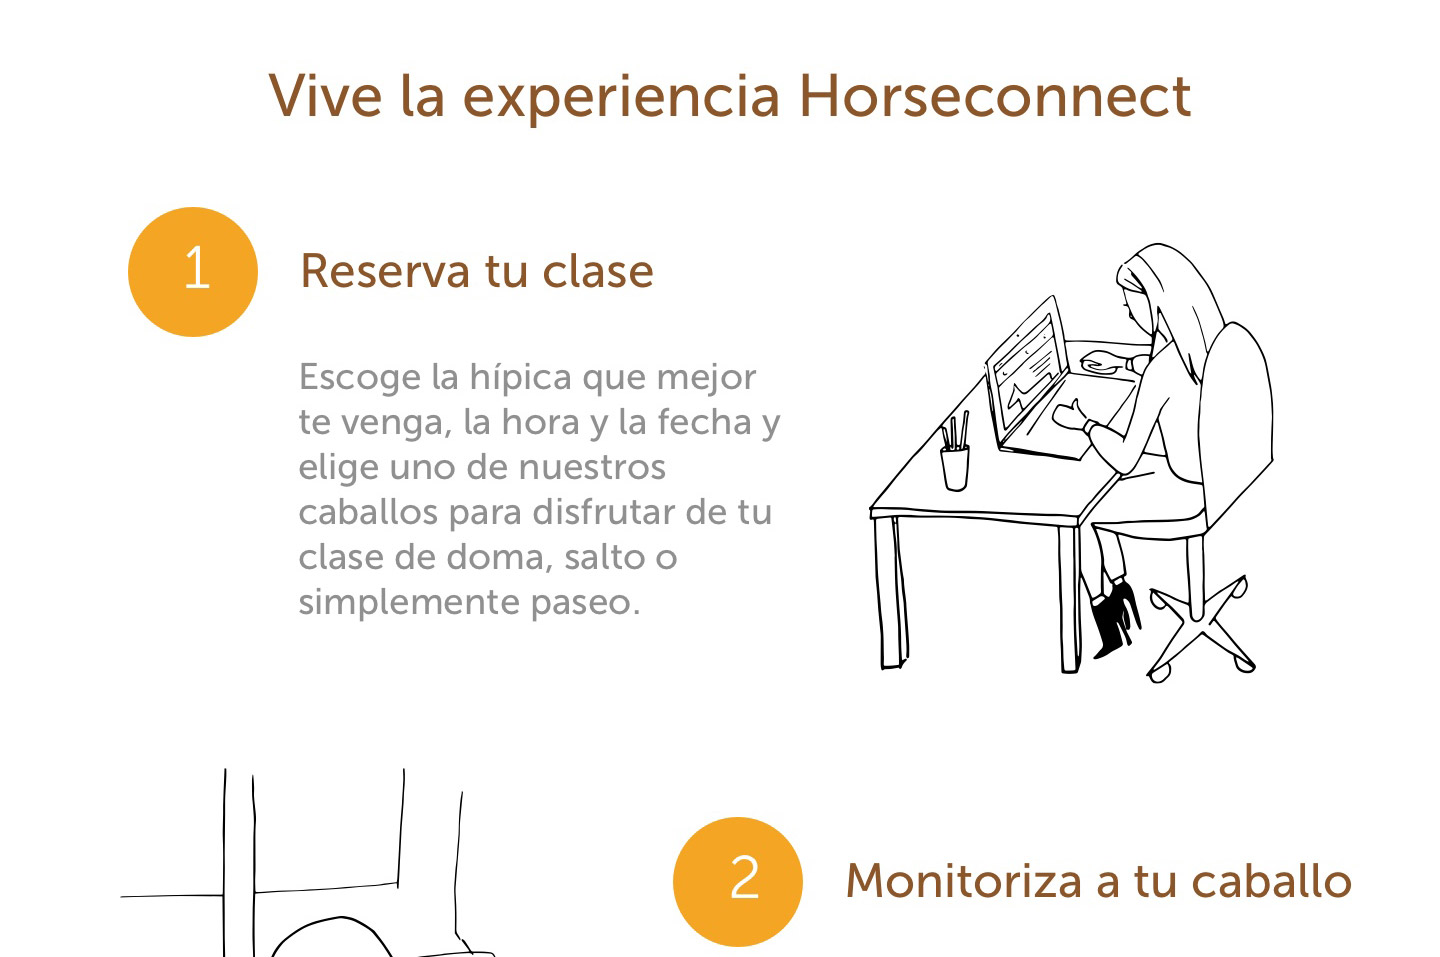 Vive la experiencia Horseconnect
1
Reserva tu clase
Escoge la hípica que mejor
te venga, la hora y la fecha y
elige uno de nuestros
caballos para disfrutar de tu
clase de doma, salto o
simplemente paseo.
2
Monitoriza a tu caballo